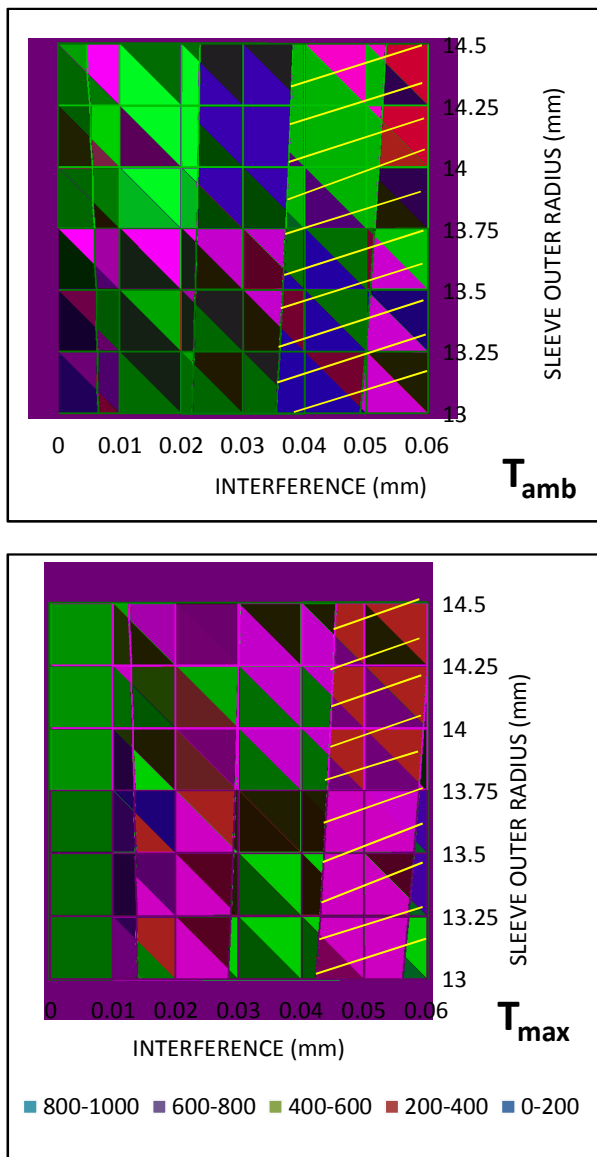 14.5
14.25
14
13.75
13.5
13.25
13
SLEEVE OUTER RADIUS (mm)
0 0.01 0.02 0.03 0.04 0.05 0.06
INTERFERENCE (mm)
Tamb
14.5
14.25
14
13.75
13.5
13.25
13
SLEEVE OUTER RADIUS (mm)
0 0.01 0.02 0.03 0.04 0.05 0.06
INTERFERENCE (mm)
Tmax
800-1000 600-800 400-600 200-400 0-200